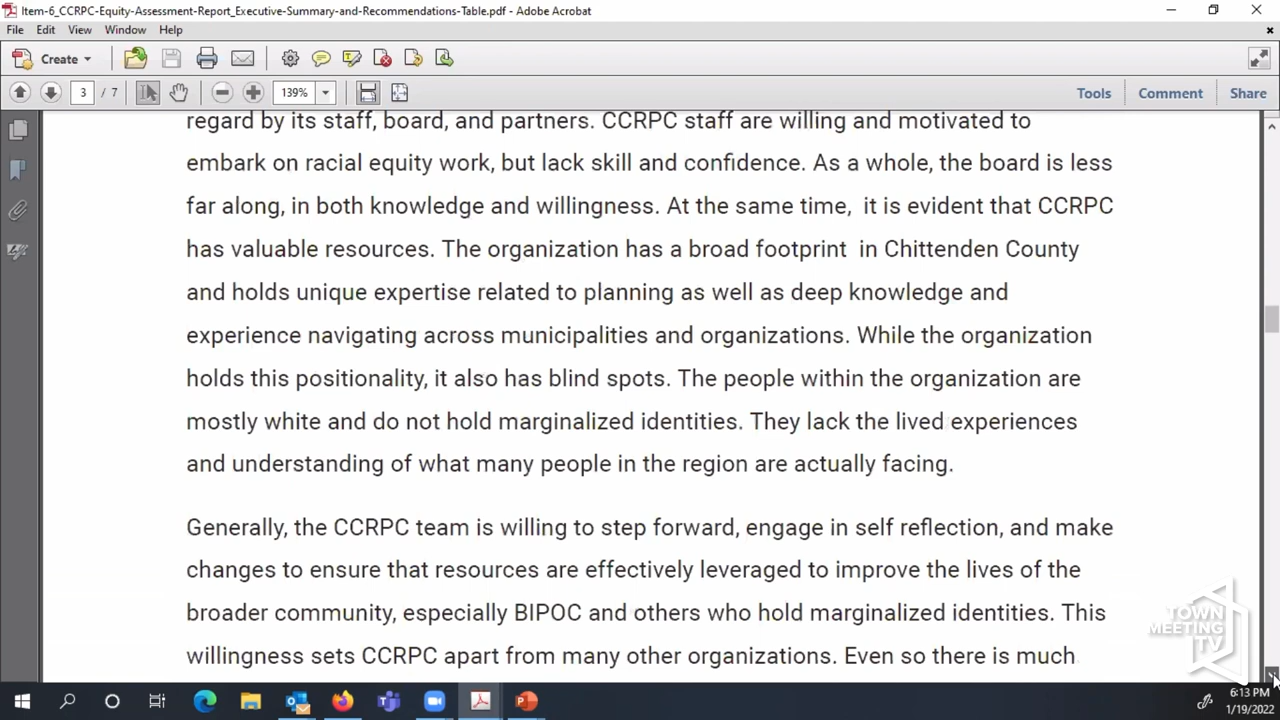 Item-6_CCRPC-Equity-Assessment-Report_Executive-Summary-and-Recommendations-Table.pdf - Adobe Acrobat
File Edit View Window Help
Create
3 / 7 139% Tools Comment Share
regard by its staff, board, and partners. CCRPC staff are willing and motivated to
embark on racial equity work, but lack skill and confidence. As a whole, the board is less
far along, in both knowledge and willingness. At the same time, it is evident that CCRPC
has valuable resources. The organization has a broad footprint in Chittenden County
and holds unique expertise related to planning as well as deep knowledge and
experience navigating across municipalities and organizations. While the organization
holds this positionality, it also has blind spots. The people within the organization are
mostly white and do not hold marginalized identities. They lack the lived experiences
and understanding of what many people in the region are actually facing.
Generally, the CCRPC team is willing to step forward, engage in self reflection, and make
changes to ensure that resources are effectively leveraged to improve the lives of the
broader community, especially BIPOC and others who hold marginalized identities. This
willingness sets CCRPC apart from many other organizations. Even so there is much
TOWN
MEETING
TV
6:13 PM
1/19/2022